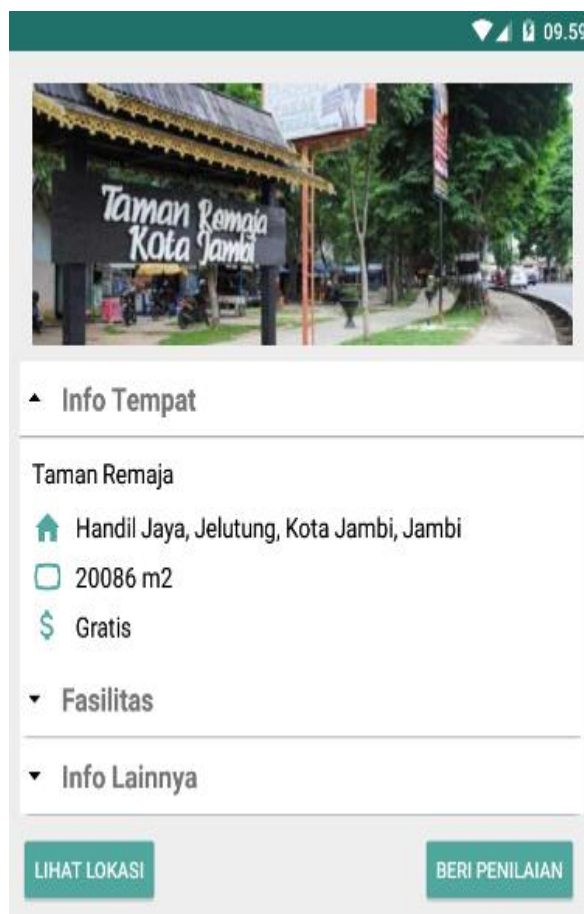 09.59
Taman Remaja
Kota Jambi
Info Tempat
Taman Remaja
Handil Jaya, Jelutung, Kota Jambi, Jambi
20086 m2
$ Gratis
Fasilitas
Info Lainnya
LIHAT LOKASI
BERI PENILAIAN